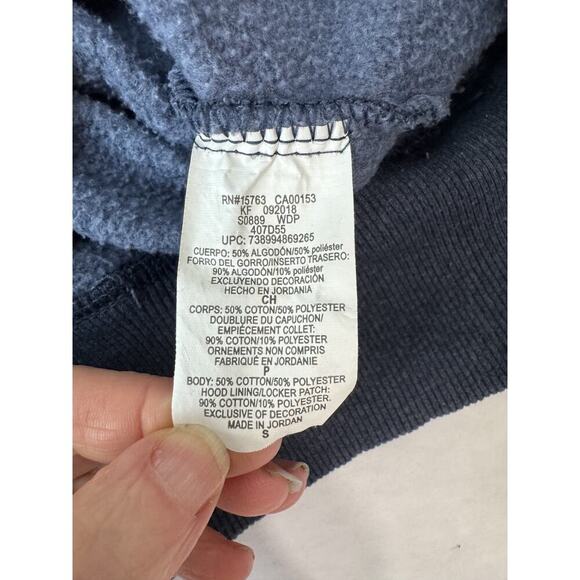 RN#15763 CA00153
KF 092018
S0889 WDP
407D55
UPC: 738994869265
CUERPO: 50% ALGODÓN/50% poliéster
FORRO DEL GORRO/INSERTO TRASERO:
90% ALGODÓN/10% poliéster
EXCLUYENDO DECORACIÓN
HECHO EN JORDANIA
CH
CORPS: 50% COTON/50% POLYESTER
DOUBLURE DU CAPUCHON/
EMPIÈCEMENT COLLET:
90% COTON/10% POLYESTER
ORNEMENTS NON COMPRIS
FABRIQUÉ EN JORDANIE
P
BODY: 50% COTTON/50% POLYESTER
HOOD LINING/LOCKER PATCH:
90% COTTON/10% POLYESTER.
EXCLUSIVE OF DECORATION
MADE IN JORDAN
S